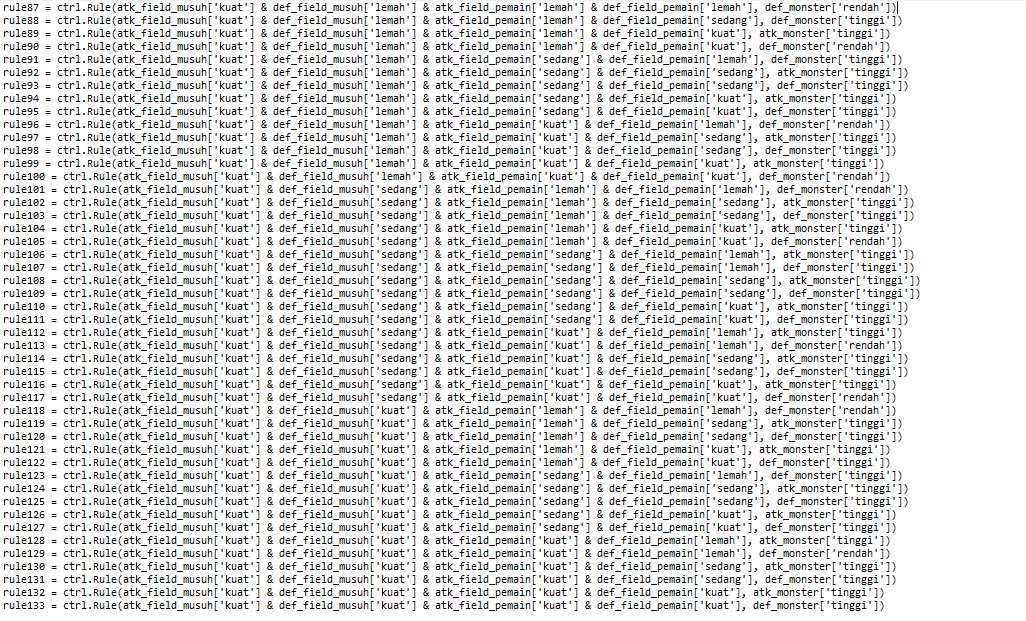 rule87 = ctrl.Rule(atk_field_musuh['kuat'] & def_field_musuh['lemah'] & atk_field_pemain['lemah'] & def_field_pemain['lemah'], def_monster['rendah'])
rule88 = ctrl.Rule(atk_field_musuh['kuat'] & def_field_musuh['lemah'] & atk_field_pemain['lemah'] & def_field_pemain['sedang'], def_monster['tinggi'])
rule89 = ctrl.Rule(atk_field_musuh['kuat'] & def_field_musuh['lemah'] & atk_field_pemain['lemah'] & def_field_pemain['kuat'], atk_monster['tinggi'])
rule90 = ctrl.Rule(atk_field_musuh['kuat'] & def_field_musuh['lemah'] & atk_field_pemain['lemah'] & def_field_pemain['kuat'], def_monster['rendah'])
rule91 = ctrl.Rule(atk_field_musuh['kuat'] & def_field_musuh['lemah'] & atk_field_pemain['sedang'] & def_field_pemain['lemah'], def_monster['tinggi'])
rule92 = ctrl.Rule(atk_field_musuh['kuat'] & def_field_musuh['lemah'] & atk_field_pemain['sedang'] & def_field_pemain['sedang'], atk_monster['tinggi'])
rule93 = ctrl.Rule(atk_field_musuh['kuat'] & def_field_musuh['lemah'] & atk_field_pemain['sedang'] & def_field_pemain['sedang'], def_monster['tinggi'])
rule94 = ctrl.Rule(atk_field_musuh['kuat'] & def_field_musuh['lemah'] & atk_field_pemain['sedang'] & def_field_pemain['kuat'], atk_monster['tinggi'])
rule95 = ctrl.Rule(atk_field_musuh['kuat'] & def_field_musuh['lemah'] & atk_field_pemain['sedang'] & def_field_pemain['kuat'], def_monster['tinggi'])
rule96 = ctrl.Rule(atk_field_musuh['kuat'] & def_field_musuh['lemah'] & atk_field_pemain['kuat'] & def_field_pemain['lemah'], def_monster['rendah'])
rule97 = ctrl.Rule(atk_field_musuh['kuat'] & def_field_musuh['lemah'] & atk_field_pemain['kuat'] & def_field_pemain['sedang'], atk_monster['tinggi'])
rule98 = ctrl.Rule(atk_field_musuh['kuat'] & def_field_musuh['lemah'] & atk_field_pemain['kuat'] & def_field_pemain['sedang'], def_monster['rendah'])
rule99 = ctrl.Rule(atk_field_musuh['kuat'] & def_field_musuh['lemah'] & atk_field_pemain['kuat'] & def_field_pemain['kuat'], atk_monster['tinggi'])
rule100 = ctrl.Rule(atk_field_musuh['kuat'] & def_field_musuh['lemah'] & atk_field_pemain['kuat'] & def_field_pemain['kuat'], def_monster['rendah'])
rule101 = ctrl.Rule(atk_field_musuh['kuat'] & def_field_musuh['sedang'] & atk_field_pemain['lemah'] & def_field_pemain['lemah'], def_monster['rendah'])
rule102 = ctrl.Rule(atk_field_musuh['kuat'] & def_field_musuh['sedang'] & atk_field_pemain['lemah'] & def_field_pemain['sedang'], atk_monster['tinggi'])
rule103 = ctrl.Rule(atk_field_musuh['kuat'] & def_field_musuh['sedang'] & atk_field_pemain['lemah'] & def_field_pemain['sedang'], def_monster['tinggi'])
rule104 = ctrl.Rule(atk_field_musuh['kuat'] & def_field_musuh['sedang'] & atk_field_pemain['lemah'] & def_field_pemain['kuat'], atk_monster['tinggi'])
rule105 = ctrl.Rule(atk_field_musuh['kuat'] & def_field_musuh['sedang'] & atk_field_pemain['lemah'] & def_field_pemain['kuat'], def_monster['rendah'])
rule106 = ctrl.Rule(atk_field_musuh['kuat'] & def_field_musuh['sedang'] & atk_field_pemain['sedang'] & def_field_pemain['lemah'], atk_monster['tinggi'])
rule107 = ctrl.Rule(atk_field_musuh['kuat'] & def_field_musuh['sedang'] & atk_field_pemain['sedang'] & def_field_pemain['lemah'], def_monster['tinggi'])
rule108 = ctrl.Rule(atk_field_musuh['kuat'] & def_field_musuh['sedang'] & atk_field_pemain['sedang'] & def_field_pemain['sedang'], atk_monster['tinggi'])
rule109 = ctrl.Rule(atk_field_musuh['kuat'] & def_field_musuh['sedang'] & atk_field_pemain['sedang'] & def_field_pemain['sedang'], def_monster['tinggi'])
rule110 = ctrl.Rule(atk_field_musuh['kuat'] & def_field_musuh['sedang'] & atk_field_pemain['sedang'] & def_field_pemain['kuat'], atk_monster['tinggi'])
rule111 = ctrl.Rule(atk_field_musuh['kuat'] & def_field_musuh['sedang'] & atk_field_pemain['sedang'] & def_field_pemain['kuat'], def_monster['tinggi'])
rule112 = ctrl.Rule(atk_field_musuh['kuat'] & def_field_musuh['sedang'] & atk_field_pemain['kuat'] & def_field_pemain['lemah'], atk_monster['tinggi'])
rule113 = ctrl.Rule(atk_field_musuh['kuat'] & def_field_musuh['sedang'] & atk_field_pemain['kuat'] & def_field_pemain['lemah'], def_monster['rendah'])
rule114 = ctrl.Rule(atk_field_musuh['kuat'] & def_field_musuh['sedang'] & atk_field_pemain['kuat'] & def_field_pemain['sedang'], atk_monster['tinggi'])
rule115 = ctrl.Rule(atk_field_musuh['kuat'] & def_field_musuh['sedang'] & atk_field_pemain['kuat'] & def_field_pemain['sedang'], def_monster['tinggi'])
rule116 = ctrl.Rule(atk_field_musuh['kuat'] & def_field_musuh['sedang'] & atk_field_pemain['kuat'] & def_field_pemain['kuat'], atk_monster['tinggi'])
rule117 = ctrl.Rule(atk_field_musuh['kuat'] & def_field_musuh['sedang'] & atk_field_pemain['kuat'] & def_field_pemain['kuat'], def_monster['rendah'])
rule118 = ctrl.Rule(atk_field_musuh['kuat'] & def_field_musuh['kuat'] & atk_field_pemain['lemah'] & def_field_pemain['lemah'], def_monster['rendah'])
rule119 = ctrl.Rule(atk_field_musuh['kuat'] & def_field_musuh['kuat'] & atk_field_pemain['lemah'] & def_field_pemain['sedang'], atk_monster['tinggi'])
rule120 = ctrl.Rule(atk_field_musuh['kuat'] & def_field_musuh['kuat'] & atk_field_pemain['lemah'] & def_field_pemain['sedang'], def_monster['tinggi'])
rule121 = ctrl.Rule(atk_field_musuh['kuat'] & def_field_musuh['kuat'] & atk_field_pemain['lemah'] & def_field_pemain['kuat'], atk_monster['tinggi'])
rule122 = ctrl.Rule(atk_field_musuh['kuat'] & def_field_musuh['kuat'] & atk_field_pemain['lemah'] & def_field_pemain['kuat'], def_monster['tinggi'])
rule123 = ctrl.Rule(atk_field_musuh['kuat'] & def_field_musuh['kuat'] & atk_field_pemain['sedang'] & def_field_pemain['lemah'], def_monster['tinggi'])
rule124 = ctrl.Rule(atk_field_musuh['kuat'] & def_field_musuh['kuat'] & atk_field_pemain['sedang'] & def_field_pemain['sedang'], atk_monster['tinggi'])
rule125 = ctrl.Rule(atk_field_musuh['kuat'] & def_field_musuh['kuat'] & atk_field_pemain['sedang'] & def_field_pemain['sedang'], def_monster['tinggi'])
rule126 = ctrl.Rule(atk_field_musuh['kuat'] & def_field_musuh['kuat'] & atk_field_pemain['sedang'] & def_field_pemain['kuat'], atk_monster['tinggi'])
rule127 = ctrl.Rule(atk_field_musuh['kuat'] & def_field_musuh['kuat'] & atk_field_pemain['sedang'] & def_field_pemain['kuat'], def_monster['tinggi'])
rule128 = ctrl.Rule(atk_field_musuh['kuat'] & def_field_musuh['kuat'] & atk_field_pemain['kuat'] & def_field_pemain['lemah'], atk_monster['tinggi'])
rule129 = ctrl.Rule(atk_field_musuh['kuat'] & def_field_musuh['kuat'] & atk_field_pemain['kuat'] & def_field_pemain['lemah'], def_monster['rendah'])
rule130 = ctrl.Rule(atk_field_musuh['kuat'] & def_field_musuh['kuat'] & atk_field_pemain['kuat'] & def_field_pemain['sedang'], atk_monster['tinggi'])
rule131 = ctrl.Rule(atk_field_musuh['kuat'] & def_field_musuh['kuat'] & atk_field_pemain['kuat'] & def_field_pemain['sedang'], def_monster['tinggi'])
rule132 = ctrl.Rule(atk_field_musuh['kuat'] & def_field_musuh['kuat'] & atk_field_pemain['kuat'] & def_field_pemain['kuat'], atk_monster['tinggi'])
rule133 = ctrl.Rule(atk_field_musuh['kuat'] & def_field_musuh['kuat'] & atk_field_pemain['kuat'] & def_field_pemain['kuat'], def_monster['tinggi'])